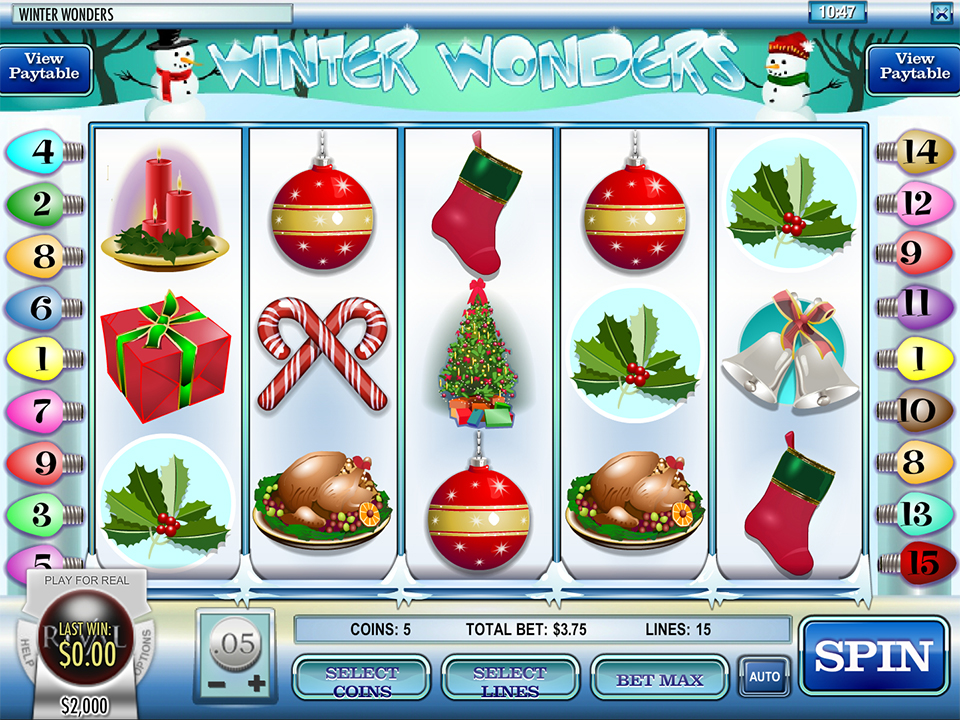 WINTER WONDERS
10:47
View
Paytable
WINTER WONDERS
View
Paytable
4
2
8
6
1
7
9
3
5
14
12
9
11
1
10
8
13
15
PLAY FOR REAL
RIVAL
LAST WIN:
$0.00
HELP
OPTIONS
$2,000
.05
COINS: 5 TOTAL BET: $3.75 LINES: 15
SELECT
COINS
SELECT
LINES
BET MAX
AUTO
SPIN